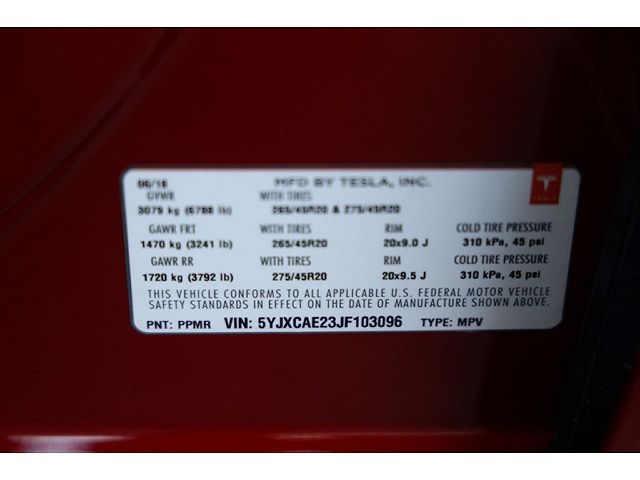 06/18 MFD BY TESLA, INC.
GVWR WITH TIRES
3079 kg (6788 lb) 265/45R20 & 275/45R20
GAWR FRT WITH TIRES RIM COLD TIRE PRESSURE
1470 kg (3241 lb) 265/45R20 20x9.0 J 310 kPa, 45 psi
GAWR RR WITH TIRES RIM COLD TIRE PRESSURE
1720 kg (3792 lb) 275/45R20 20x9.5 J 310 kPa, 45 psi
THIS VEHICLE CONFORMS TO ALL APPLICABLE U.S. FEDERAL MOTOR VEHICLE
SAFETY STANDARDS IN EFFECT ON THE DATE OF MANUFACTURE SHOWN ABOVE.
PNT: PPMR VIN: 5YJXCAE23JF103096 TYPE: MPV
TESLA